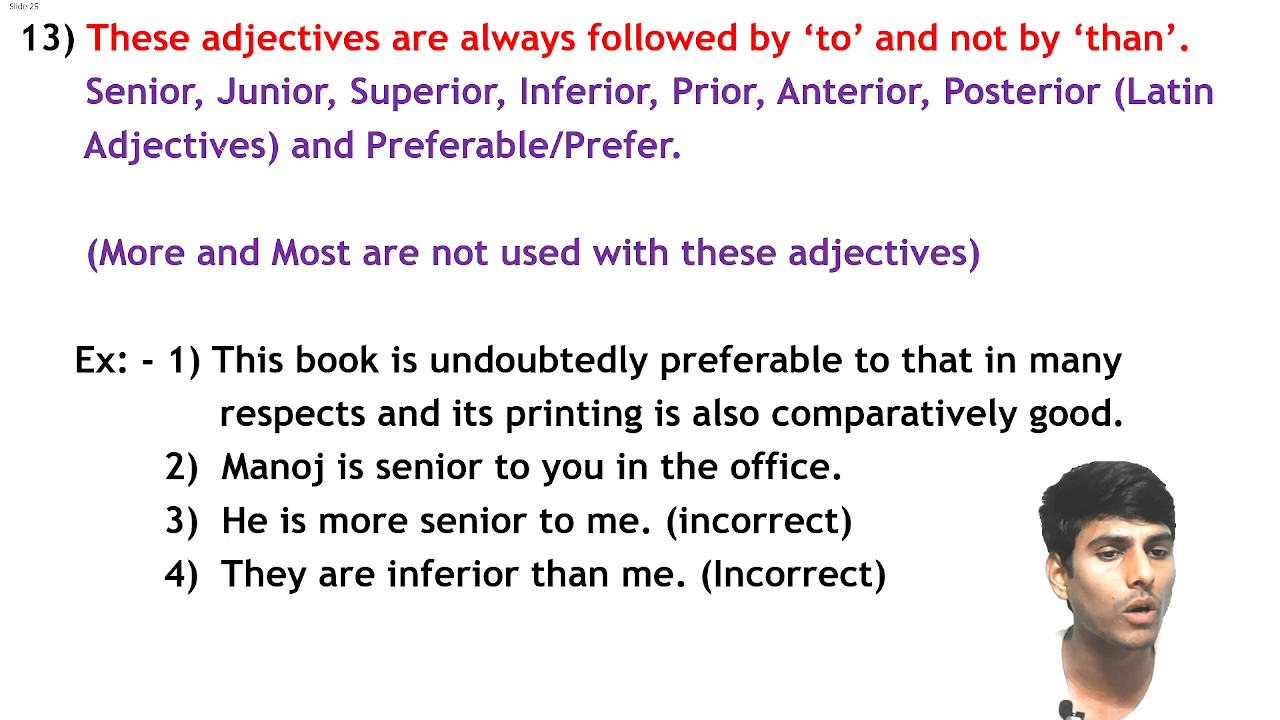 Slide 25
13) These adjectives are always followed by ‘to’ and not by ‘than’.
Senior, Junior, Superior, Inferior, Prior, Anterior, Posterior (Latin
Adjectives) and Preferable/Prefer.
(More and Most are not used with these adjectives)
Ex: - 1) This book is undoubtedly preferable to that in many
respects and its printing is also comparatively good.
2) Manoj is senior to you in the office.
3) He is more senior to me. (incorrect)
4) They are inferior than me. (Incorrect)